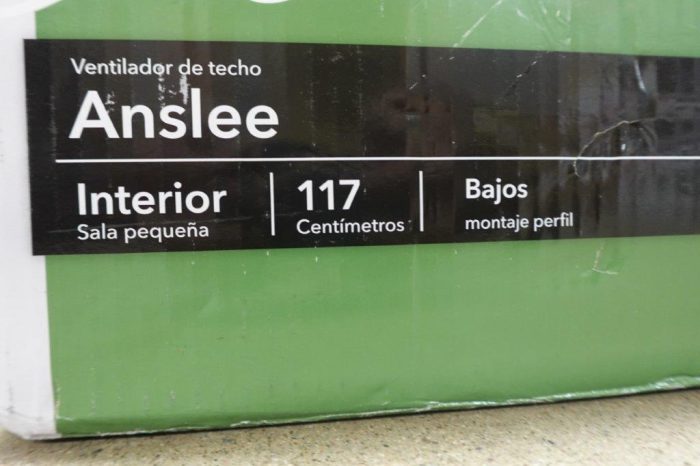 Ventilador de techo
Anslee
Interior
Sala pequeña
117
Centímetros
Bajos
montaje perfil